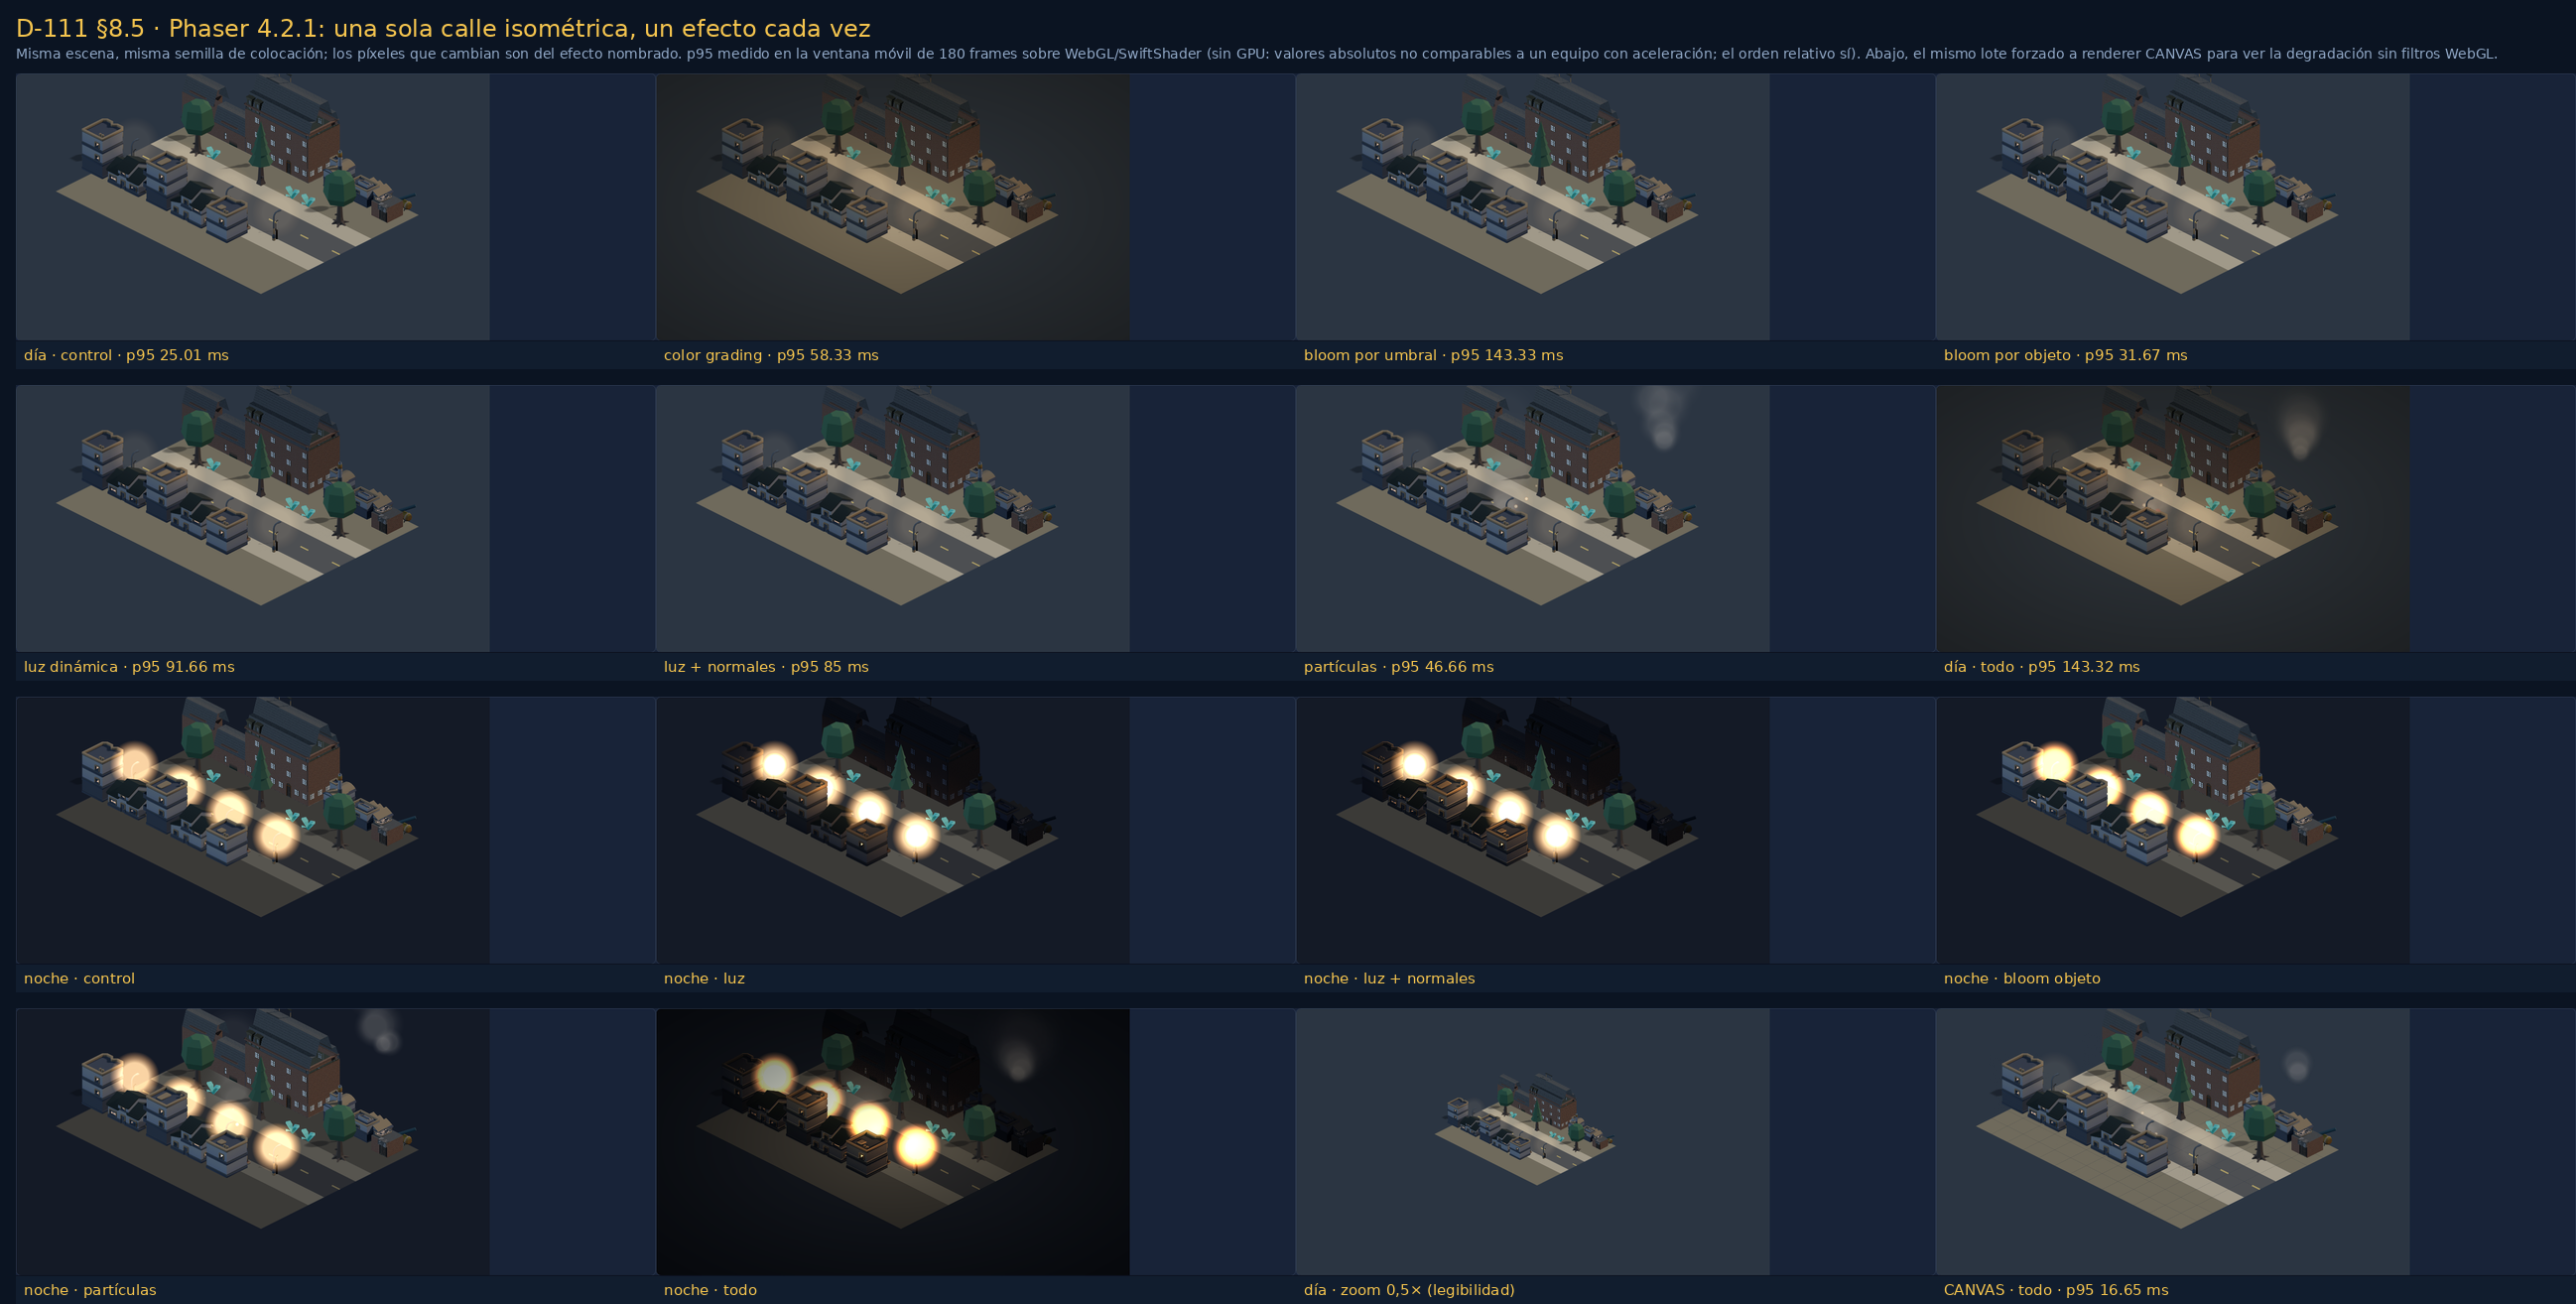 D-111 §8.5 · Phaser 4.2.1: una sola calle isométrica, un efecto cada vez
Misma escena, misma semilla de colocación; los píxeles que cambian son del efecto nombrado. p95 medido en la ventana móvil de 180 frames sobre WebGL/SwiftShader (sin GPU: valores absolutos no comparables a un equipo con aceleración; el orden relativo sí). Abajo, el mismo lote forzado a renderer CANVAS para ver la degradación sin filtros WebGL.
día · control · p95 25.01 ms
color grading · p95 58.33 ms
bloom por umbral · p95 143.33 ms
bloom por objeto · p95 31.67 ms
luz dinámica · p95 91.66 ms
luz + normales · p95 85 ms
partículas · p95 46.66 ms
día · todo · p95 143.32 ms
noche · control
noche · luz
noche · luz + normales
noche · bloom objeto
noche · partículas
noche · todo
día · zoom 0,5× (legibilidad)
CANVAS · todo · p95 16.65 ms